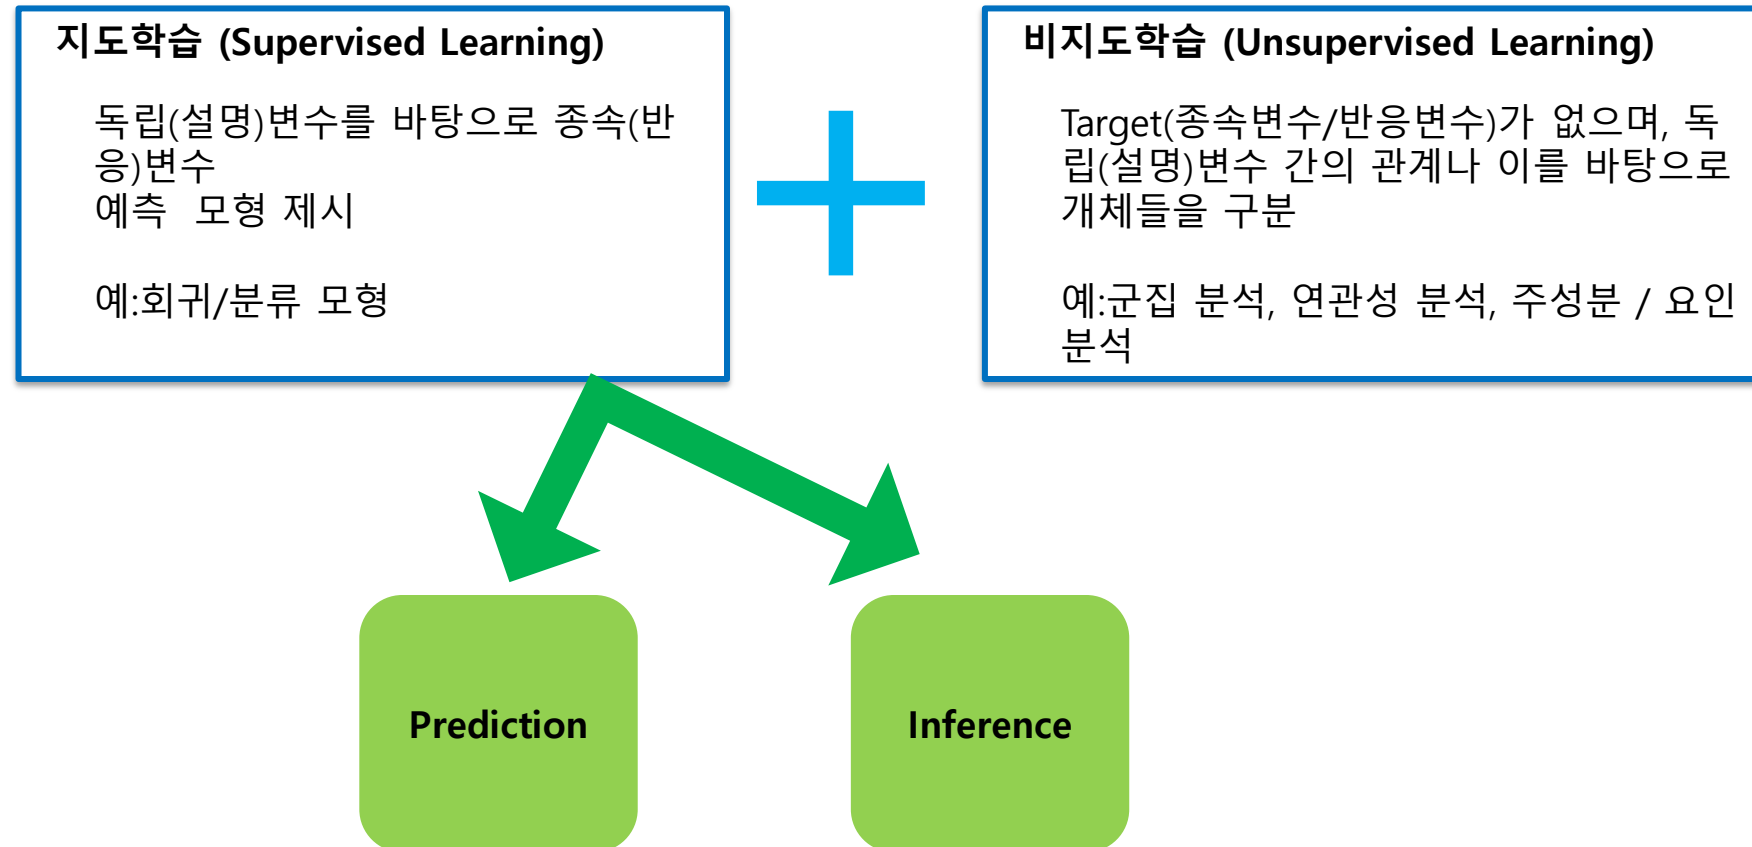 지도학습 (Supervised Learning)
독립(설명)변수를 바탕으로 종속(반
응)변수
예측 모형 제시
예:회귀/분류 모형
비지도학습 (Unsupervised Learning)
Target(종속변수/반응변수)가 없으며, 독
립(설명)변수 간의 관계나 이를 바탕으로
개체들을 구분
예:군집 분석, 연관성 분석, 주성분 / 요인
분석
Prediction
Inference